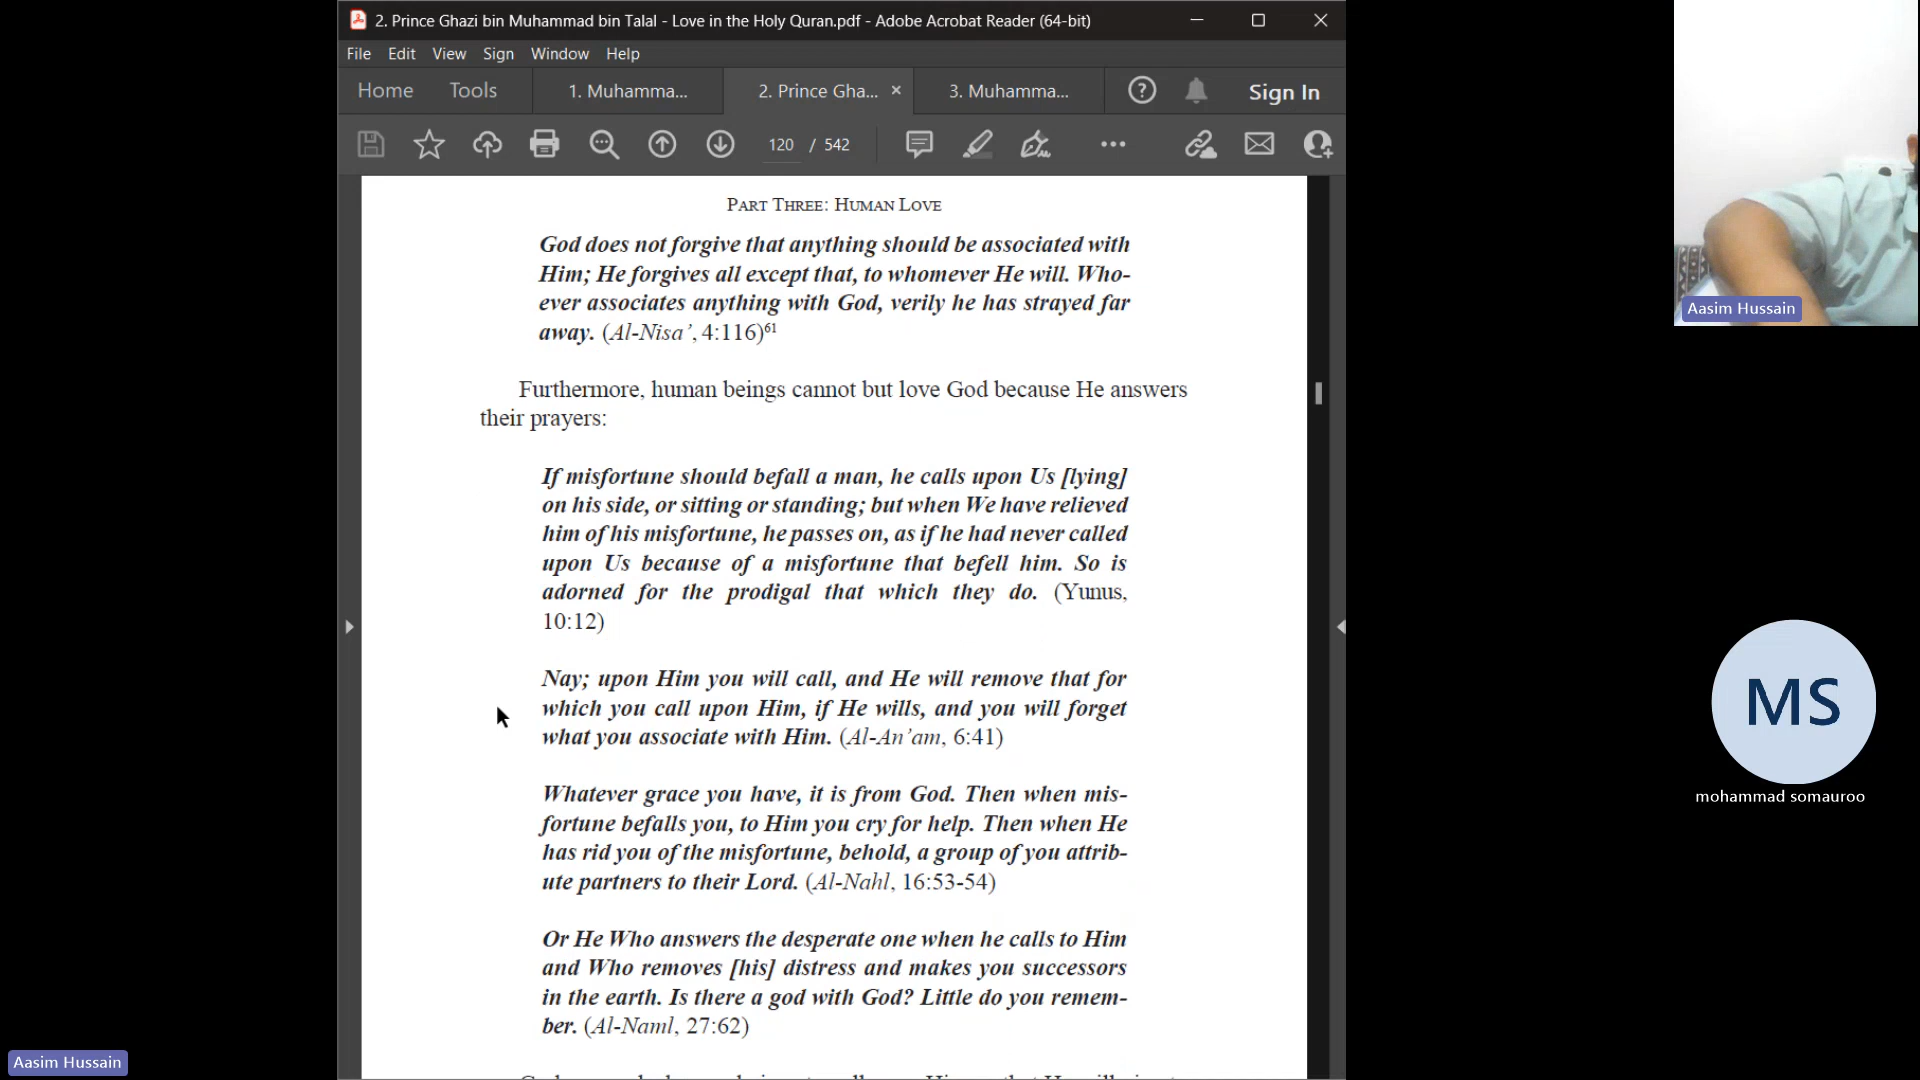 2. Prince Ghazi bin Muhammad bin Talal - Love in the Holy Quran.pdf - Adobe Acrobat Reader (64-bit)
File Edit View Sign Window Help
Home Tools 1. Muhamma... 2. Prince Gha... × 3. Muhamma... Sign In
120 / 542
PART THREE: HUMAN LOVE
God does not forgive that anything should be associated with
Him; He forgives all except that, to whomever He will. Who-
ever associates anything with God, verily he has strayed far
away. (Al-Nisa’, 4:116)61
Furthermore, human beings cannot but love God because He answers
their prayers:
If misfortune should befall a man, he calls upon Us [lying]
on his side, or sitting or standing; but when We have relieved
him of his misfortune, he passes on, as if he had never called
upon Us because of a misfortune that befell him. So is
adorned for the prodigal that which they do. (Yunus,
10:12)
Nay; upon Him you will call, and He will remove that for
which you call upon Him, if He wills, and you will forget
what you associate with Him. (Al-An’am, 6:41)
Whatever grace you have, it is from God. Then when mis-
fortune befalls you, to Him you cry for help. Then when He
has rid you of the misfortune, behold, a group of you attrib-
ute partners to their Lord. (Al-Nahl, 16:53-54)
Or He Who answers the desperate one when he calls to Him
and Who removes [his] distress and makes you successors
in the earth. Is there a god with God? Little do you remem-
ber. (Al-Naml, 27:62)
Aasim Hussain
MS
mohammad somauroo
Aasim Hussain